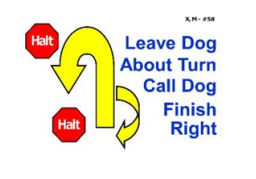 X, M - #58
Halt
Leave Dog
About Turn
Call Dog
Halt
Finish
Right